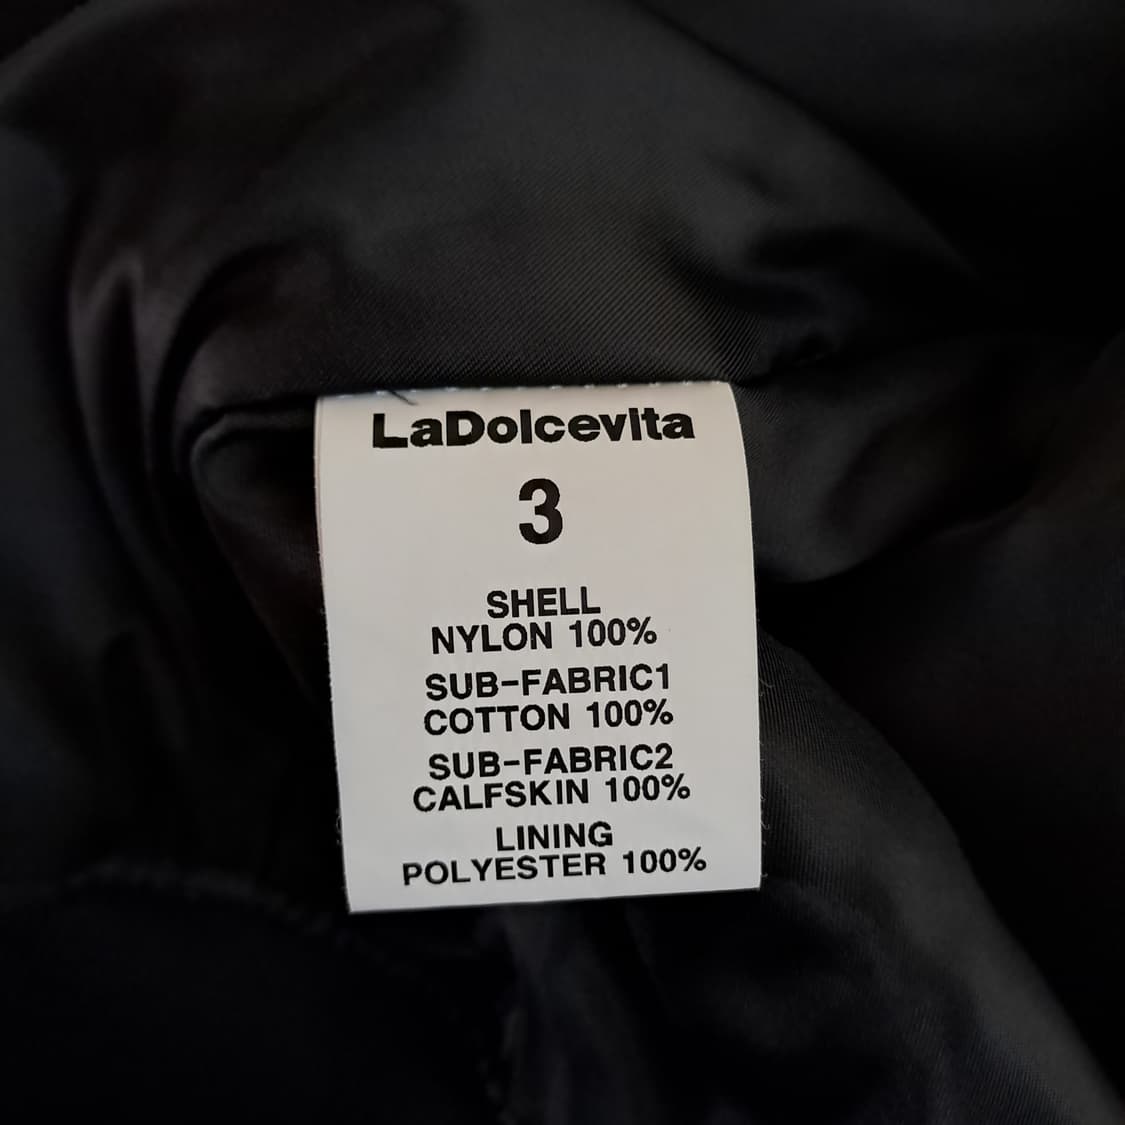 LaDolcevita
3
SHELL
NYLON 100%
SUB-FABRIC1
COTTON 100%
SUB-FABRIC2
CALFSKIN 100%
LINING
POLYESTER 100%